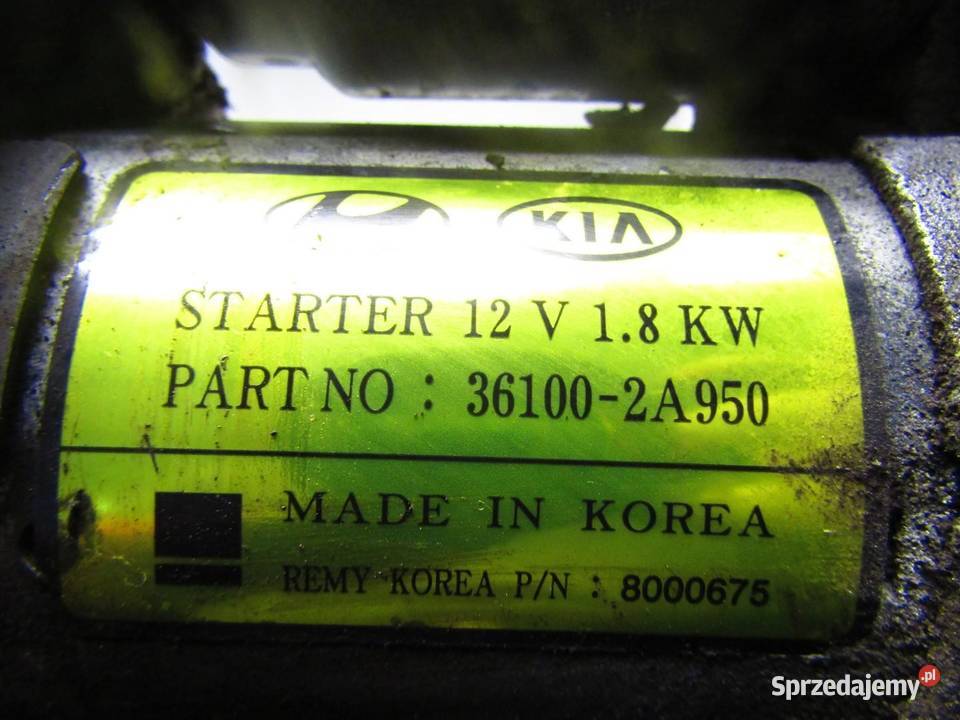 KIA
STARTER 12 V 1.8 KW
PART NO : 36100-2A950
MADE IN KOREA
REMY KOREA P/N : 8000675
Sprzedajemy.pl